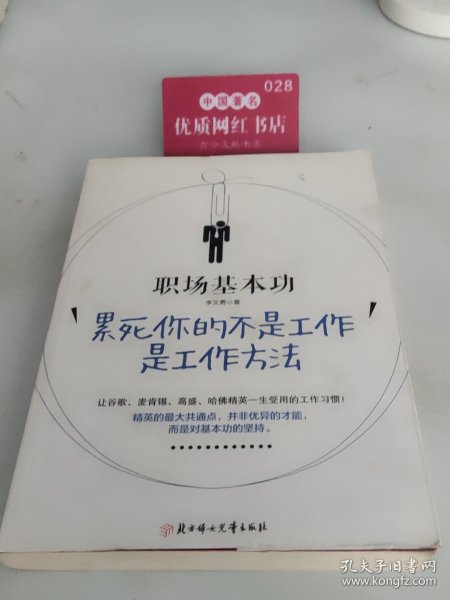 028
中国著名
优质网红书店
职场基本功
李文勇 著
累死你的不是工作
是工作方法
让谷歌、麦肯锡、高盛、哈佛精英一生受用的工作习惯！
精英的最大共通点，并非优异的才能，
而是对基本功的坚持。
北方妇女儿童出版社
孔夫子旧书网
www.kongfz.com